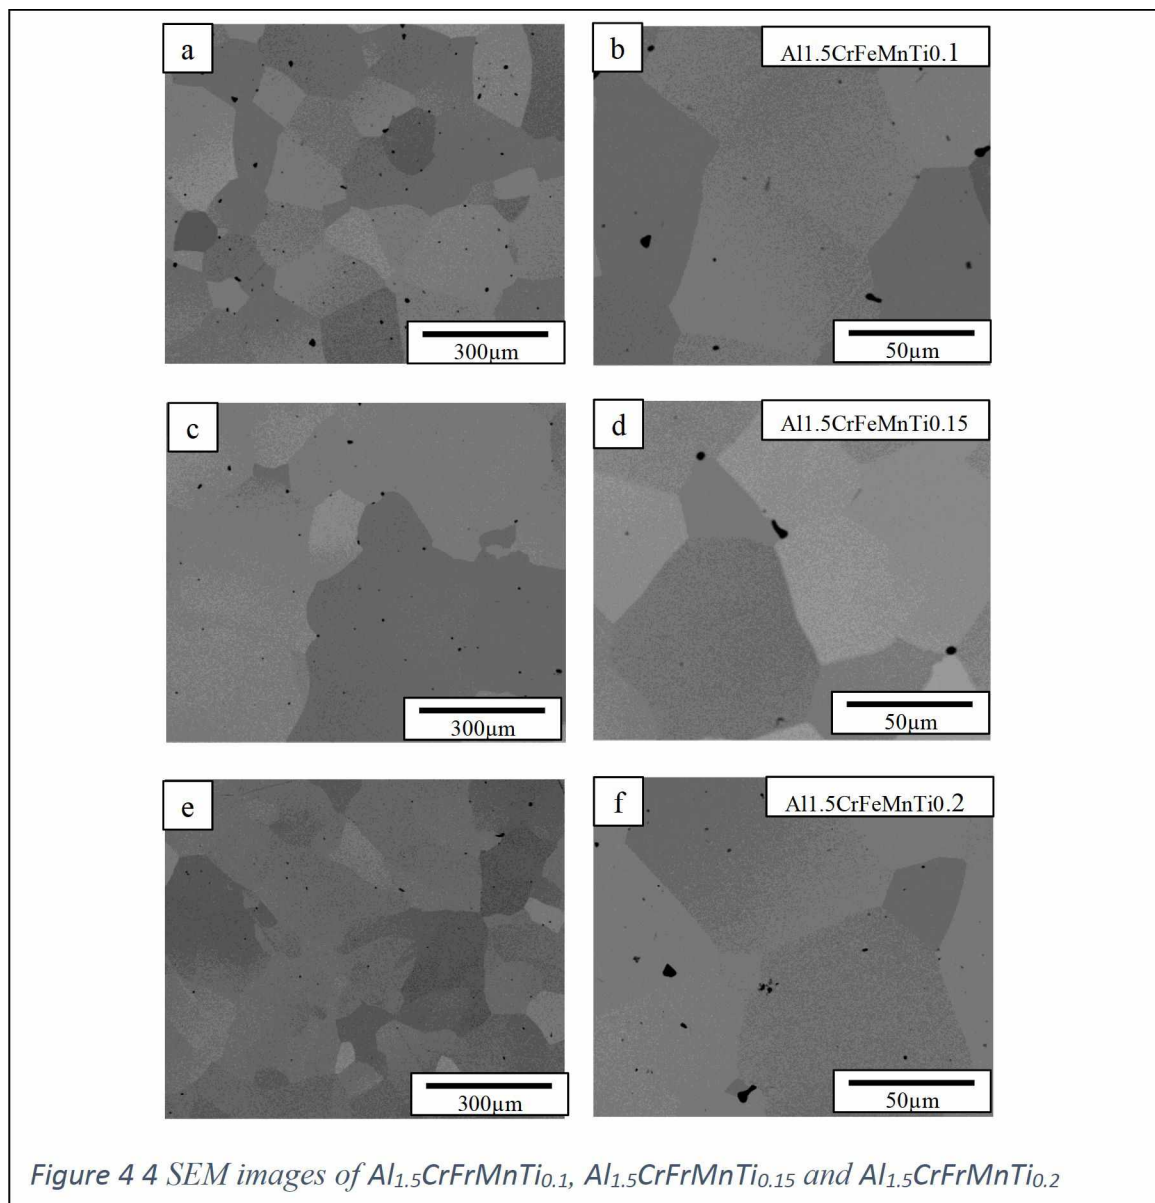 a
b
Al1.5CrFeMnTi0.1
300µm
50µm
c
d
Al1.5CrFeMnTi0.15
300µm
50µm
e
f
Al1.5CrFeMnTi0.2
300µm
50µm
Figure 4 4 SEM images of Al1.5CrFrMnTi0.1, Al1.5CrFrMnTi0.15 and Al1.5CrFrMnTi0.2